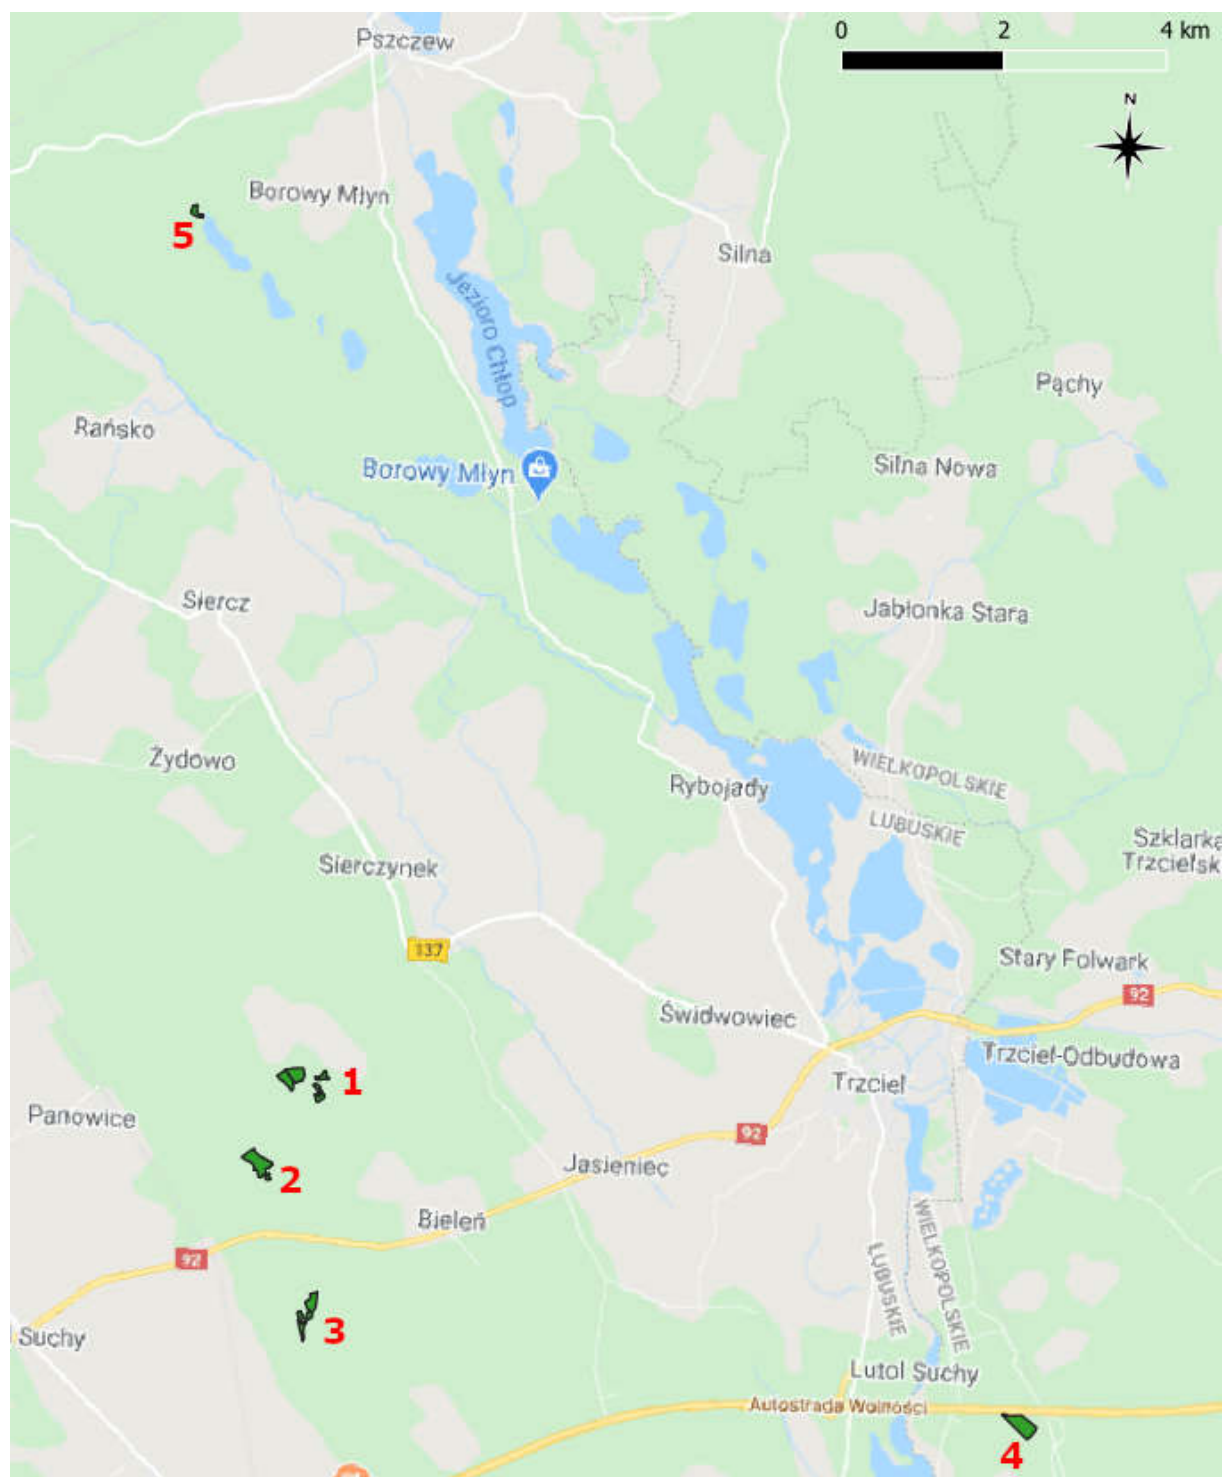 Pszczew
0 2 4 km
N
Borowy Młyn
5
Silna
Jezioro Chłop
Pąchy
Rańsko
Borowy Młyn
Silna Nowa
Siercz
Jabłonka Stara
Żydowo
WIELKOPOLSKIE
Rybojady
LUBUSKIE
Szklarka
Trzcielsk
Sierczynek
137
Stary Folwark
92
Świdwowiec
Trzciel-Odbudowa
1
Trzciel
Panowice
92
Jasieniec
2
Bieleń
92
WIELKOPOLSKIE
LUBUSKIE
3
Suchy
Lutol Suchy
Autostrada Wolności
4